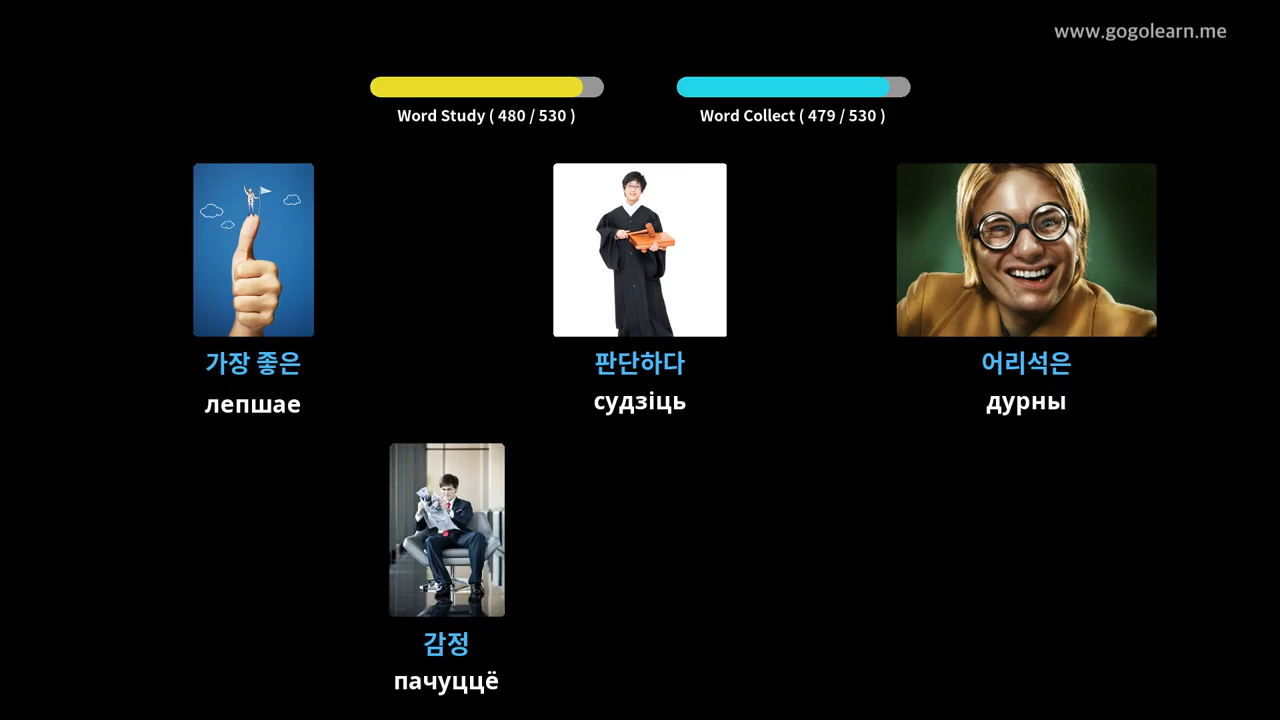 www.gogolearn.me
Word Study ( 480 / 530 )
Word Collect ( 479 / 530 )
가장 좋은
лепшае
판단하다
судзіць
어리석은
дурны
감정
пачуццё